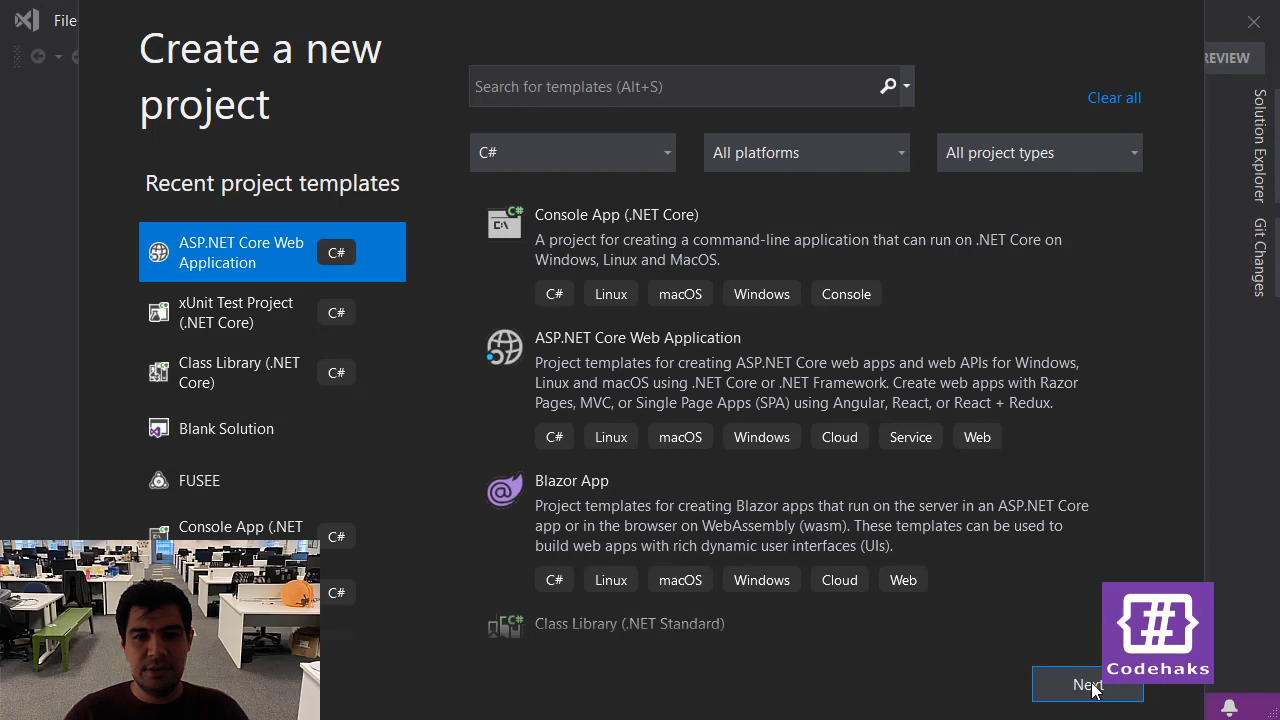 File
Create a new
project
Search for templates (Alt+S)
Clear all
REVIEW
C#
All platforms
All project types
Solution Explorer
Git Changes
Recent project templates
ASP.NET Core Web
Application
C#
xUnit Test Project
(.NET Core)
C#
Class Library (.NET
Core)
C#
Blank Solution
FUSEE
Console App (.NET
C#
C#
Console App (.NET Core)
A project for creating a command-line application that can run on .NET Core on
Windows, Linux and MacOS.
C# Linux macOS Windows Console
ASP.NET Core Web Application
Project templates for creating ASP.NET Core web apps and web APIs for Windows,
Linux and macOS using .NET Core or .NET Framework. Create web apps with Razor
Pages, MVC, or Single Page Apps (SPA) using Angular, React, or React + Redux.
C# Linux macOS Windows Cloud Service Web
Blazor App
Project templates for creating Blazor apps that run on the server in an ASP.NET Core
app or in the browser on WebAssembly (wasm). These templates can be used to
build web apps with rich dynamic user interfaces (UIs).
C# Linux macOS Windows Cloud Web
Class Library (.NET Standard)
#
Codehaks
Next